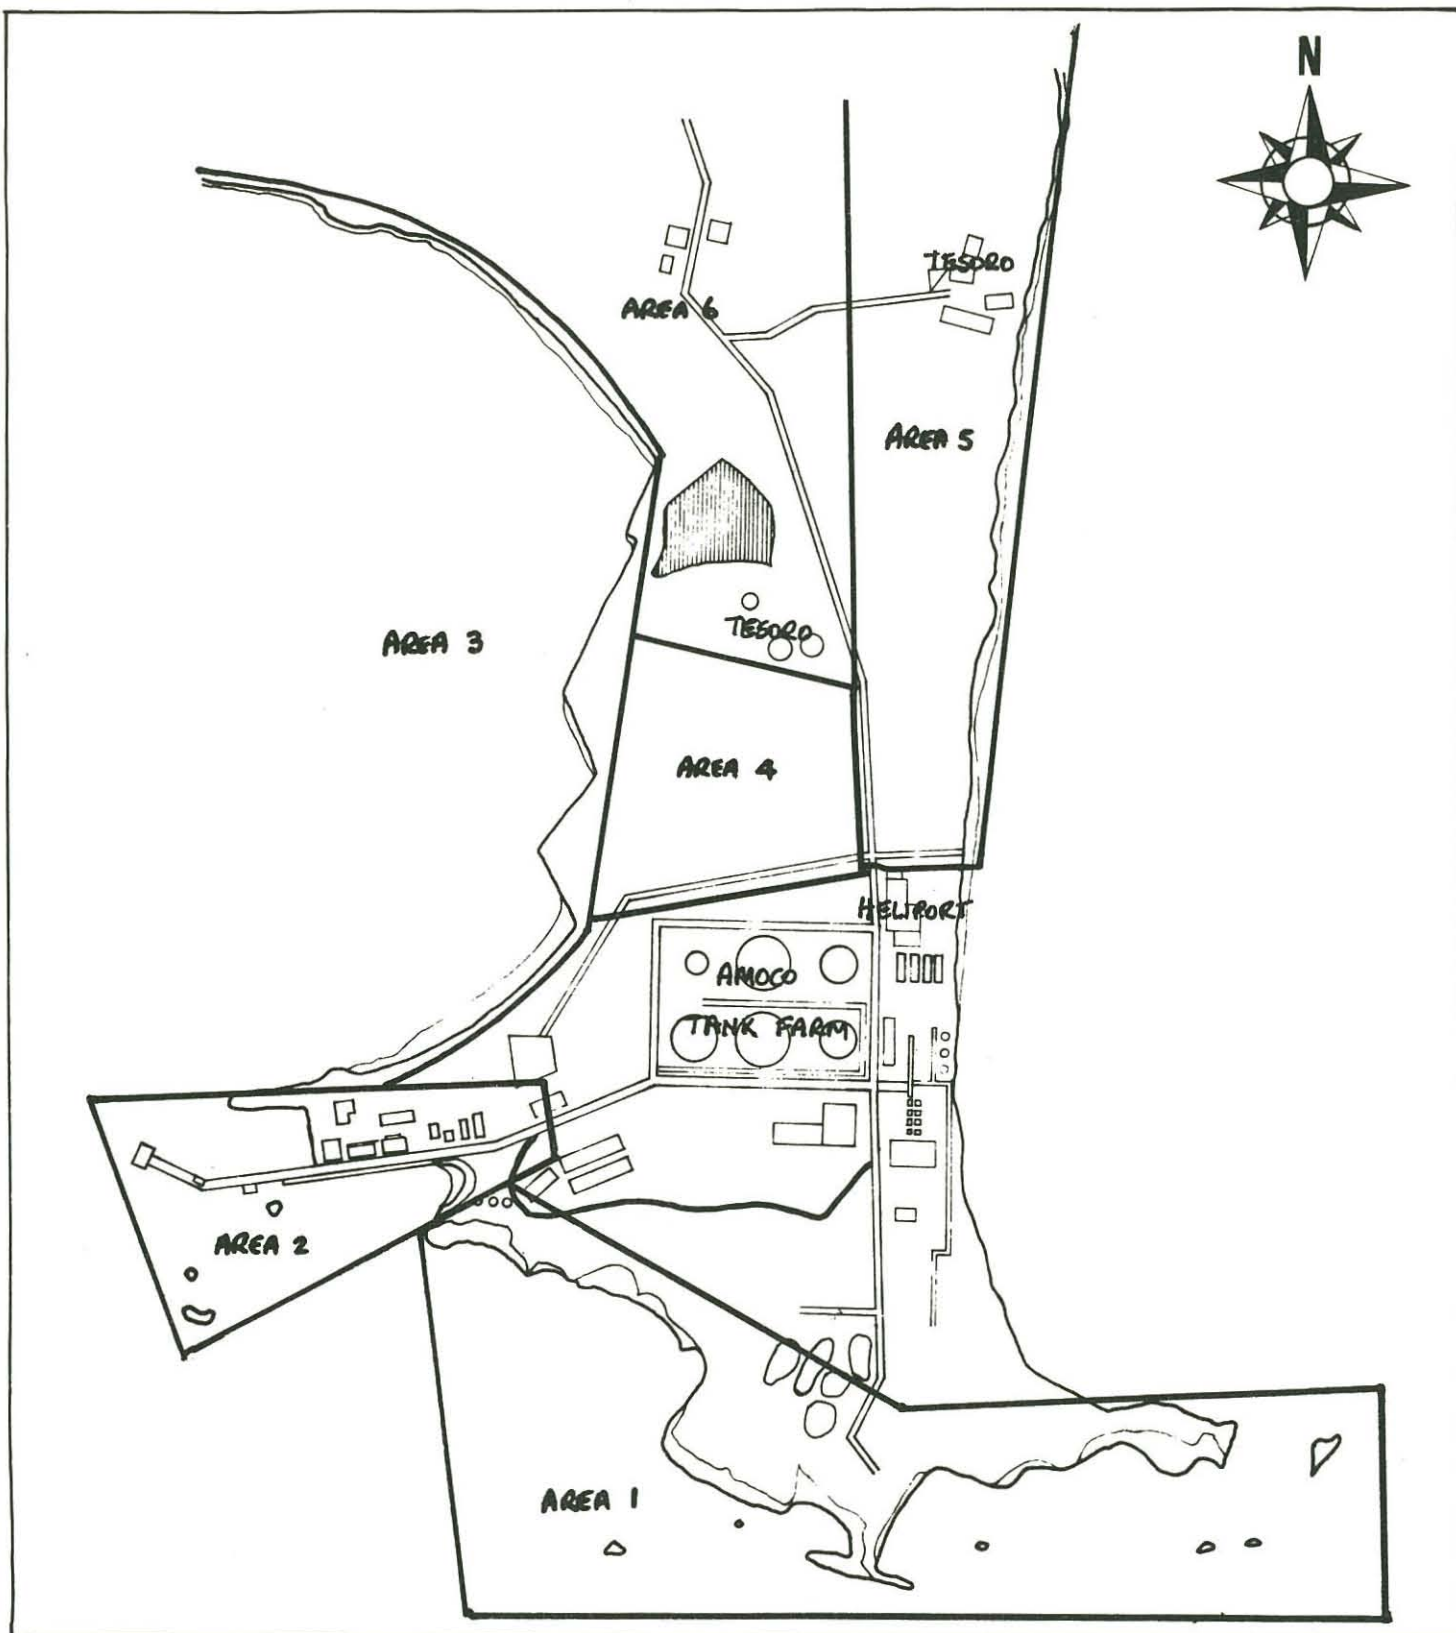 N
TESORO
AREA 6
AREA 5
TESORO
AREA 3
AREA 4
HELIPORT
AMOCO
TANK FARM
AREA 2
AREA 1